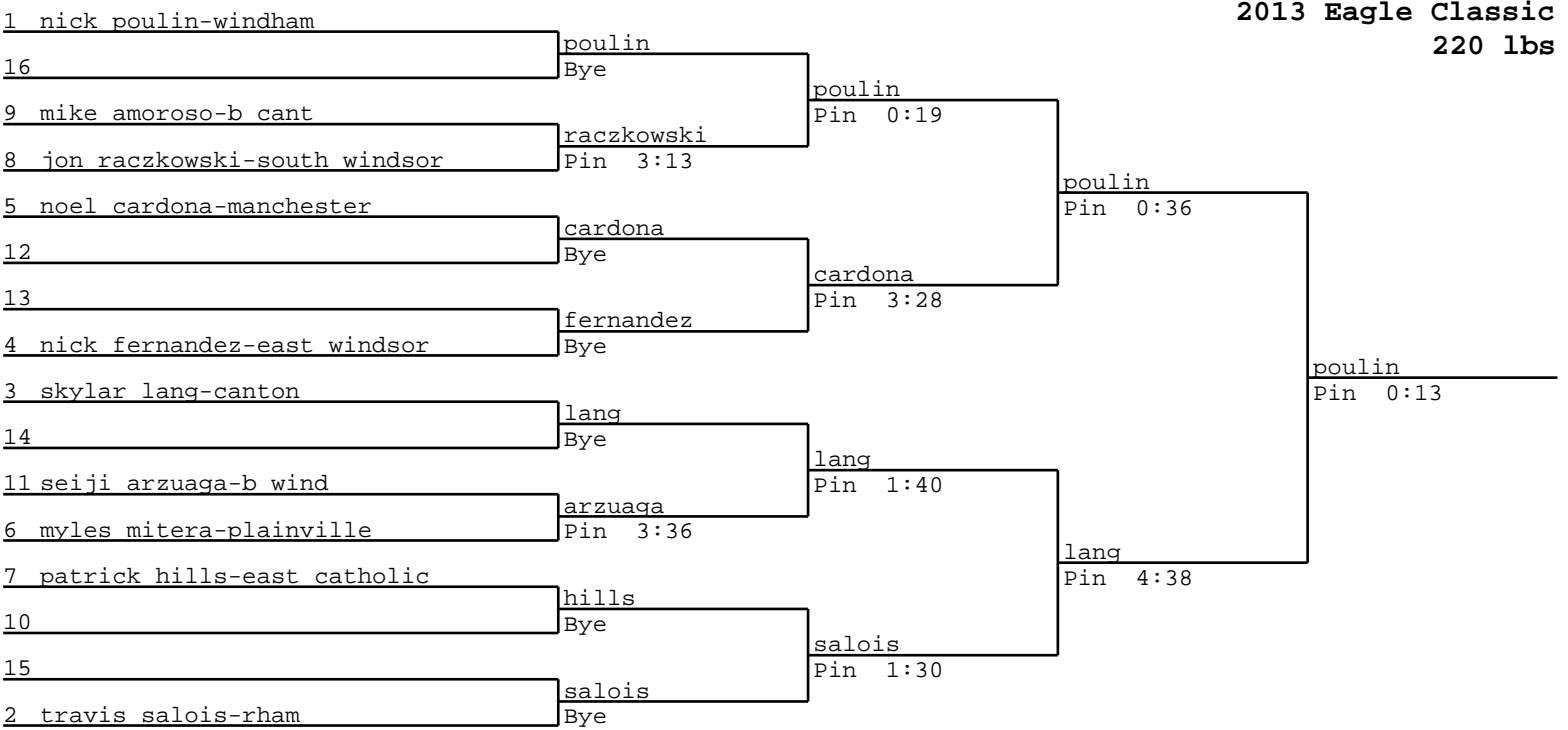 2013 Eagle Classic
220 lbs
1 nick poulin-windham
16
9 mike amoroso-b cant
8 jon raczkowski-south windsor
5 noel cardona-manchester
12
13
4 nick fernandez-east windsor
3 skylar lang-canton
14
11 seiji arzuaga-b wind
6 myles mitera-plainville
7 patrick hills-east catholic
10
15
2 travis salois-rham
poulin
Bye
raczkowski
Pin 3:13
cardona
Bye
fernandez
Bye
lang
Bye
arzuaga
Pin 3:36
hills
Bye
salois
Bye
poulin
Pin 0:19
cardona
Pin 3:28
lang
Pin 1:40
salois
Pin 1:30
poulin
Pin 0:36
lang
Pin 4:38
poulin
Pin 0:13